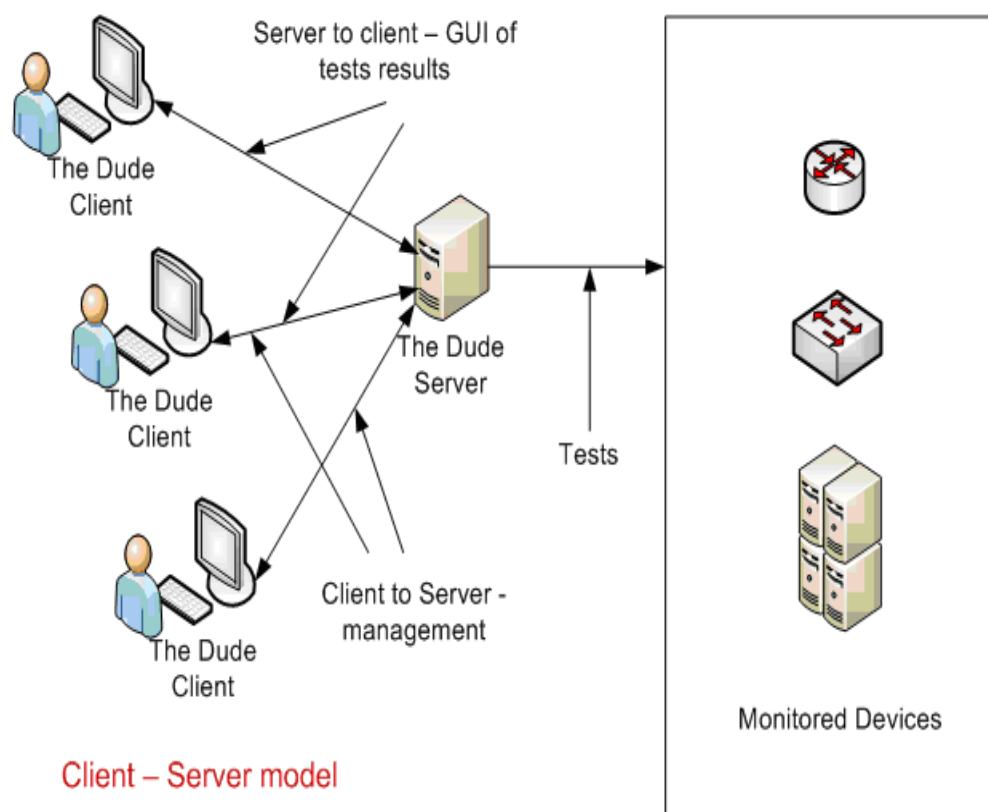 Server to client – GUI of
tests results
The Dude
Client
The Dude
Client
The Dude
Server
Tests
The Dude
Client
Client to Server -
management
Monitored Devices
Client – Server model